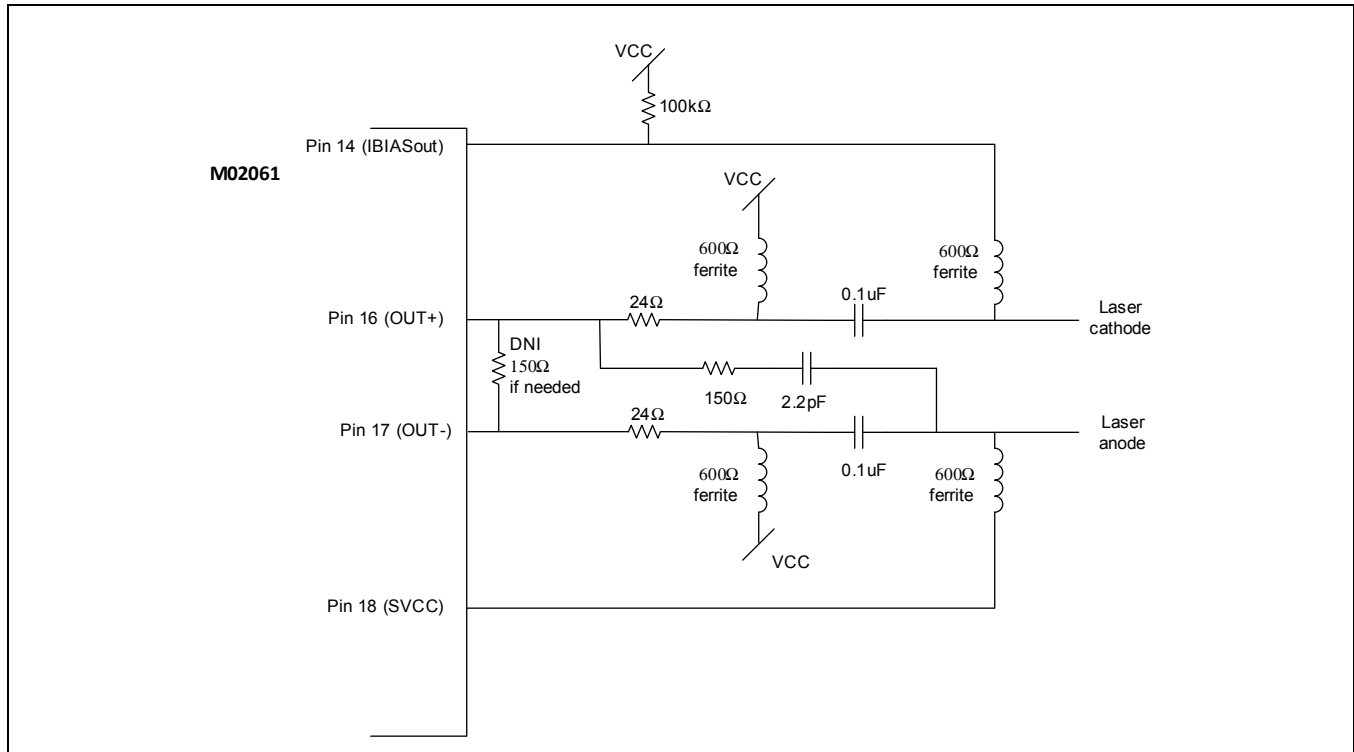 VCC
100kΩ
Pin 14 (IBIASout)
M02061
VCC
600Ω
ferrite
600Ω
ferrite
0.1uF
24Ω
Pin 16 (OUT+)
Laser
cathode
DNI
150Ω
if needed
150Ω
2.2pF
24Ω
Pin 17 (OUT-)
Laser
anode
0.1uF
600Ω
ferrite
600Ω
ferrite
VCC
Pin 18 (SVCC)